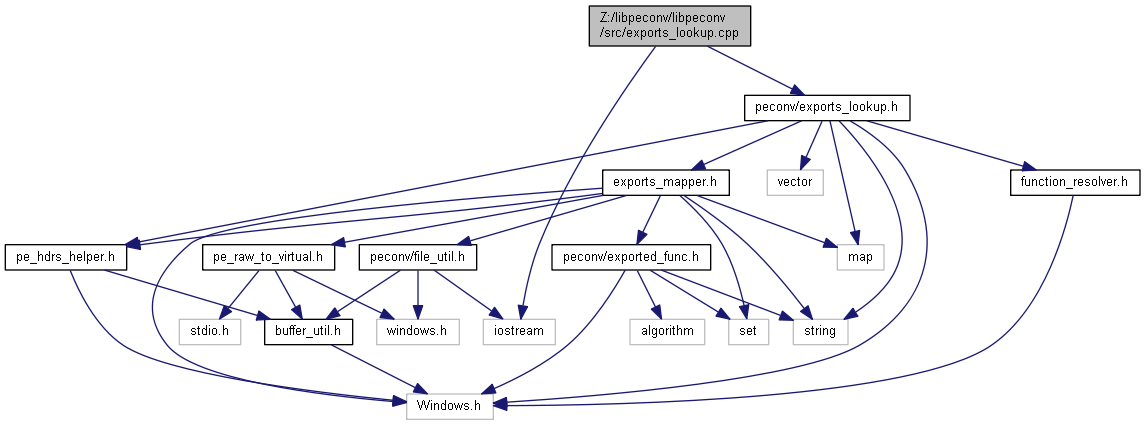 Z:/libpeconv/libpeconv
/src/exports_lookup.cpp
peconv/exports_lookup.h
exports_mapper.h
vector
function_resolver.h
pe_hdrs_helper.h
pe_raw_to_virtual.h
peconv/file_util.h
peconv/exported_func.h
map
stdio.h
buffer_util.h
windows.h
iostream
algorithm
set
string
Windows.h